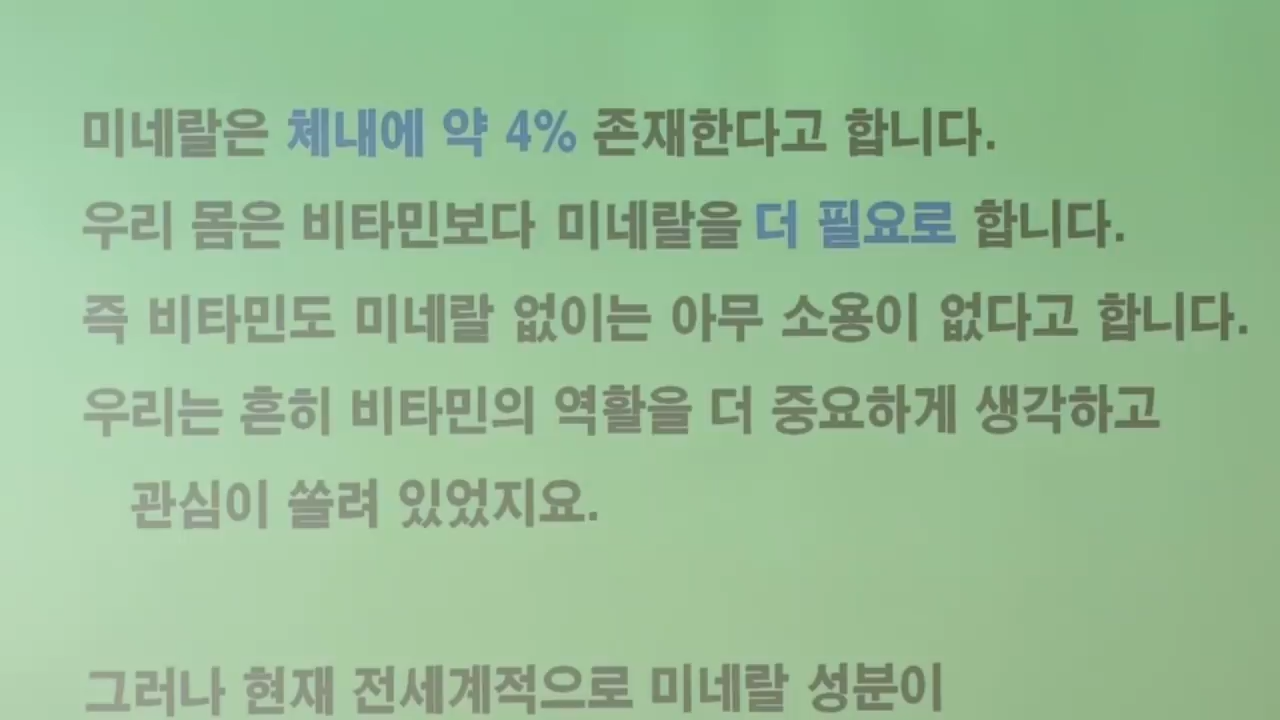 미네랄은 체내에 약 4% 존재한다고 합니다.
우리 몸은 비타민보다 미네랄을 더 필요로 합니다.
즉 비타민도 미네랄 없이는 아무 소용이 없다고 합니다.
우리는 흔히 비타민의 역활을 더 중요하게 생각하고
관심이 쏠려 있었지요.
그러나 현재 전세계적으로 미네랄 성분이